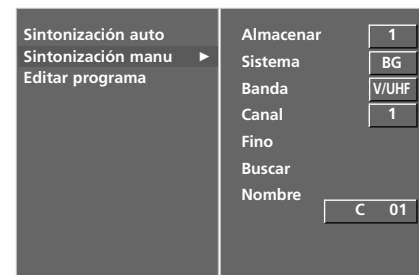 Sintonización auto
Sintonización manu ►
Editar programa
Almacenar 1
Sistema BG
Banda V/UHF
Canal 1
Fino
Buscar
Nombre
C 01